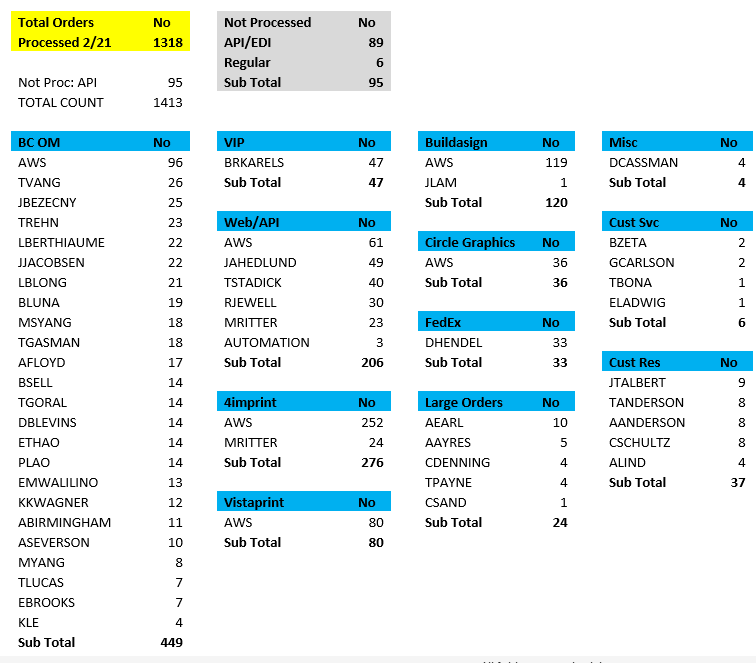 Total Orders No
Processed 2/21 1318
Not Proc: API 95
TOTAL COUNT 1413
Not Processed No
API/EDI 89
Regular 6
Sub Total 95
BC OM No
AWS 96
TVANG 26
JBEZECNY 25
TREHN 23
LBERTHIAUME 22
JJACOBSEN 22
LBLONG 21
BLUNA 19
MSYANG 18
TGASMAN 18
AFLOYD 17
BSELL 14
TGORAL 14
DBLEVINS 14
ETHAO 14
PLAO 14
EMWALILINO 13
KKWAGNER 12
ABIRMINGHAM 11
ASEVERSON 10
MYANG 8
TLUCAS 7
EBROOKS 7
KLE 4
Sub Total 449
VIP No
BRKARELS 47
Sub Total 47
Web/API No
AWS 61
JAHEDLUND 49
TSTADICK 40
RJEWELL 30
MRITTER 23
AUTOMATION 3
Sub Total 206
4imprint No
AWS 252
MRITTER 24
Sub Total 276
Vistaprint No
AWS 80
Sub Total 80
Buildasign No
AWS 119
JLAM 1
Sub Total 120
Circle Graphics No
AWS 36
Sub Total 36
FedEx No
DHENDEL 33
Sub Total 33
Large Orders No
AEARL 10
AAYRES 5
CDENNING 4
TPAYNE 4
CSAND 1
Sub Total 24
Misc No
DCASSMAN 4
Sub Total 4
Cust Svc No
BZETA 2
GCARLSON 2
TBONA 1
ELADWIG 1
Sub Total 6
Cust Res No
JTALBERT 9
TANDERSON 8
AANDERSON 8
CSCHULTZ 8
ALIND 4
Sub Total 37